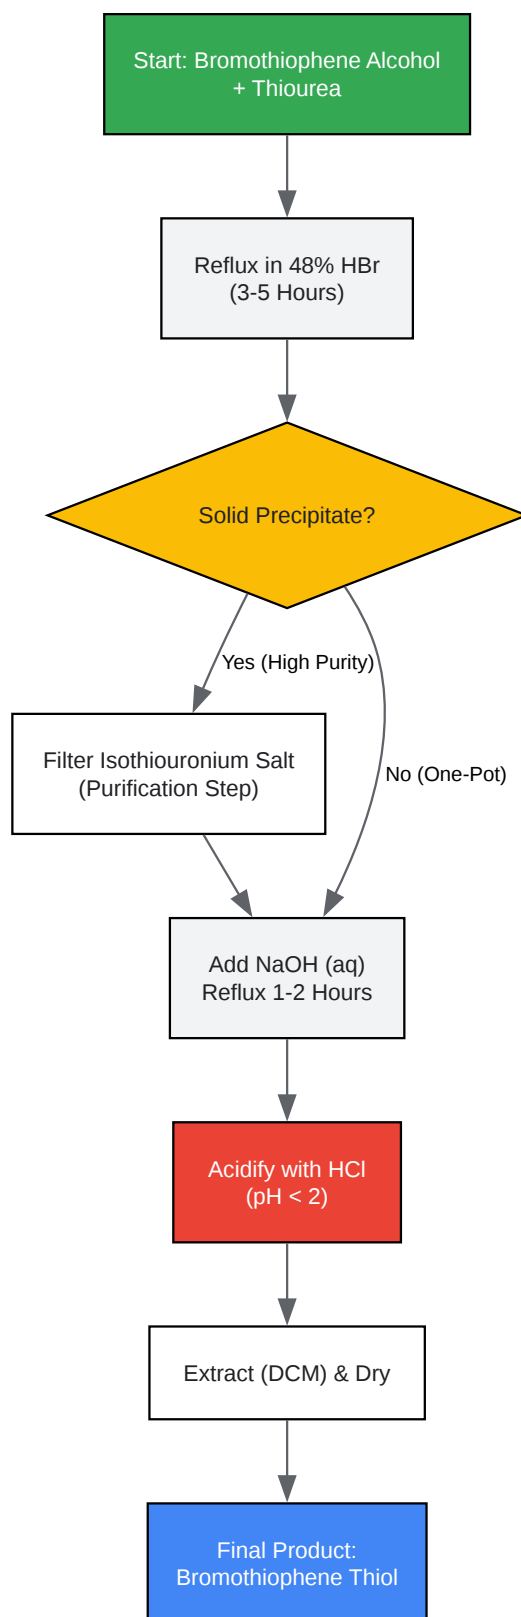 Start: Bromothiophene Alcohol
+ Thiourea
Reflux in 48% HBr
(3-5 Hours)
Solid Precipitate?
Yes (High Purity)
Filter Isothiouronium Salt
(Purification Step)
No (One-Pot)
Add NaOH (aq)
Reflux 1-2 Hours
Acidify with HCl
(pH < 2)
Extract (DCM) & Dry
Final Product:
Bromothiophene Thiol